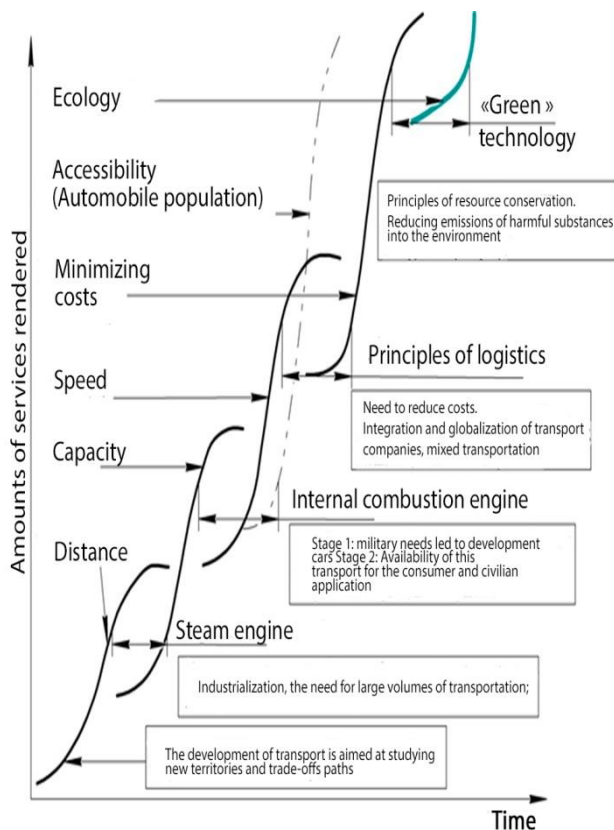 Amounts of services rendered
Ecology
«Green »
technology
Accessibility
(Automobile population)
Principles of resource conservation.
Reducing emissions of harmful substances
into the environment
Minimizing
costs
Principles of logistics
Speed
Need to reduce costs.
Integration and globalization of transport
companies, mixed transportation
Capacity
Internal combustion engine
Stage 1: military needs led to development
cars Stage 2: Availability of this
transport for the consumer and civilian
application
Distance
Steam engine
Industrialization, the need for large volumes of transportation;
The development of transport is aimed at studying
new territories and trade-offs paths
Time